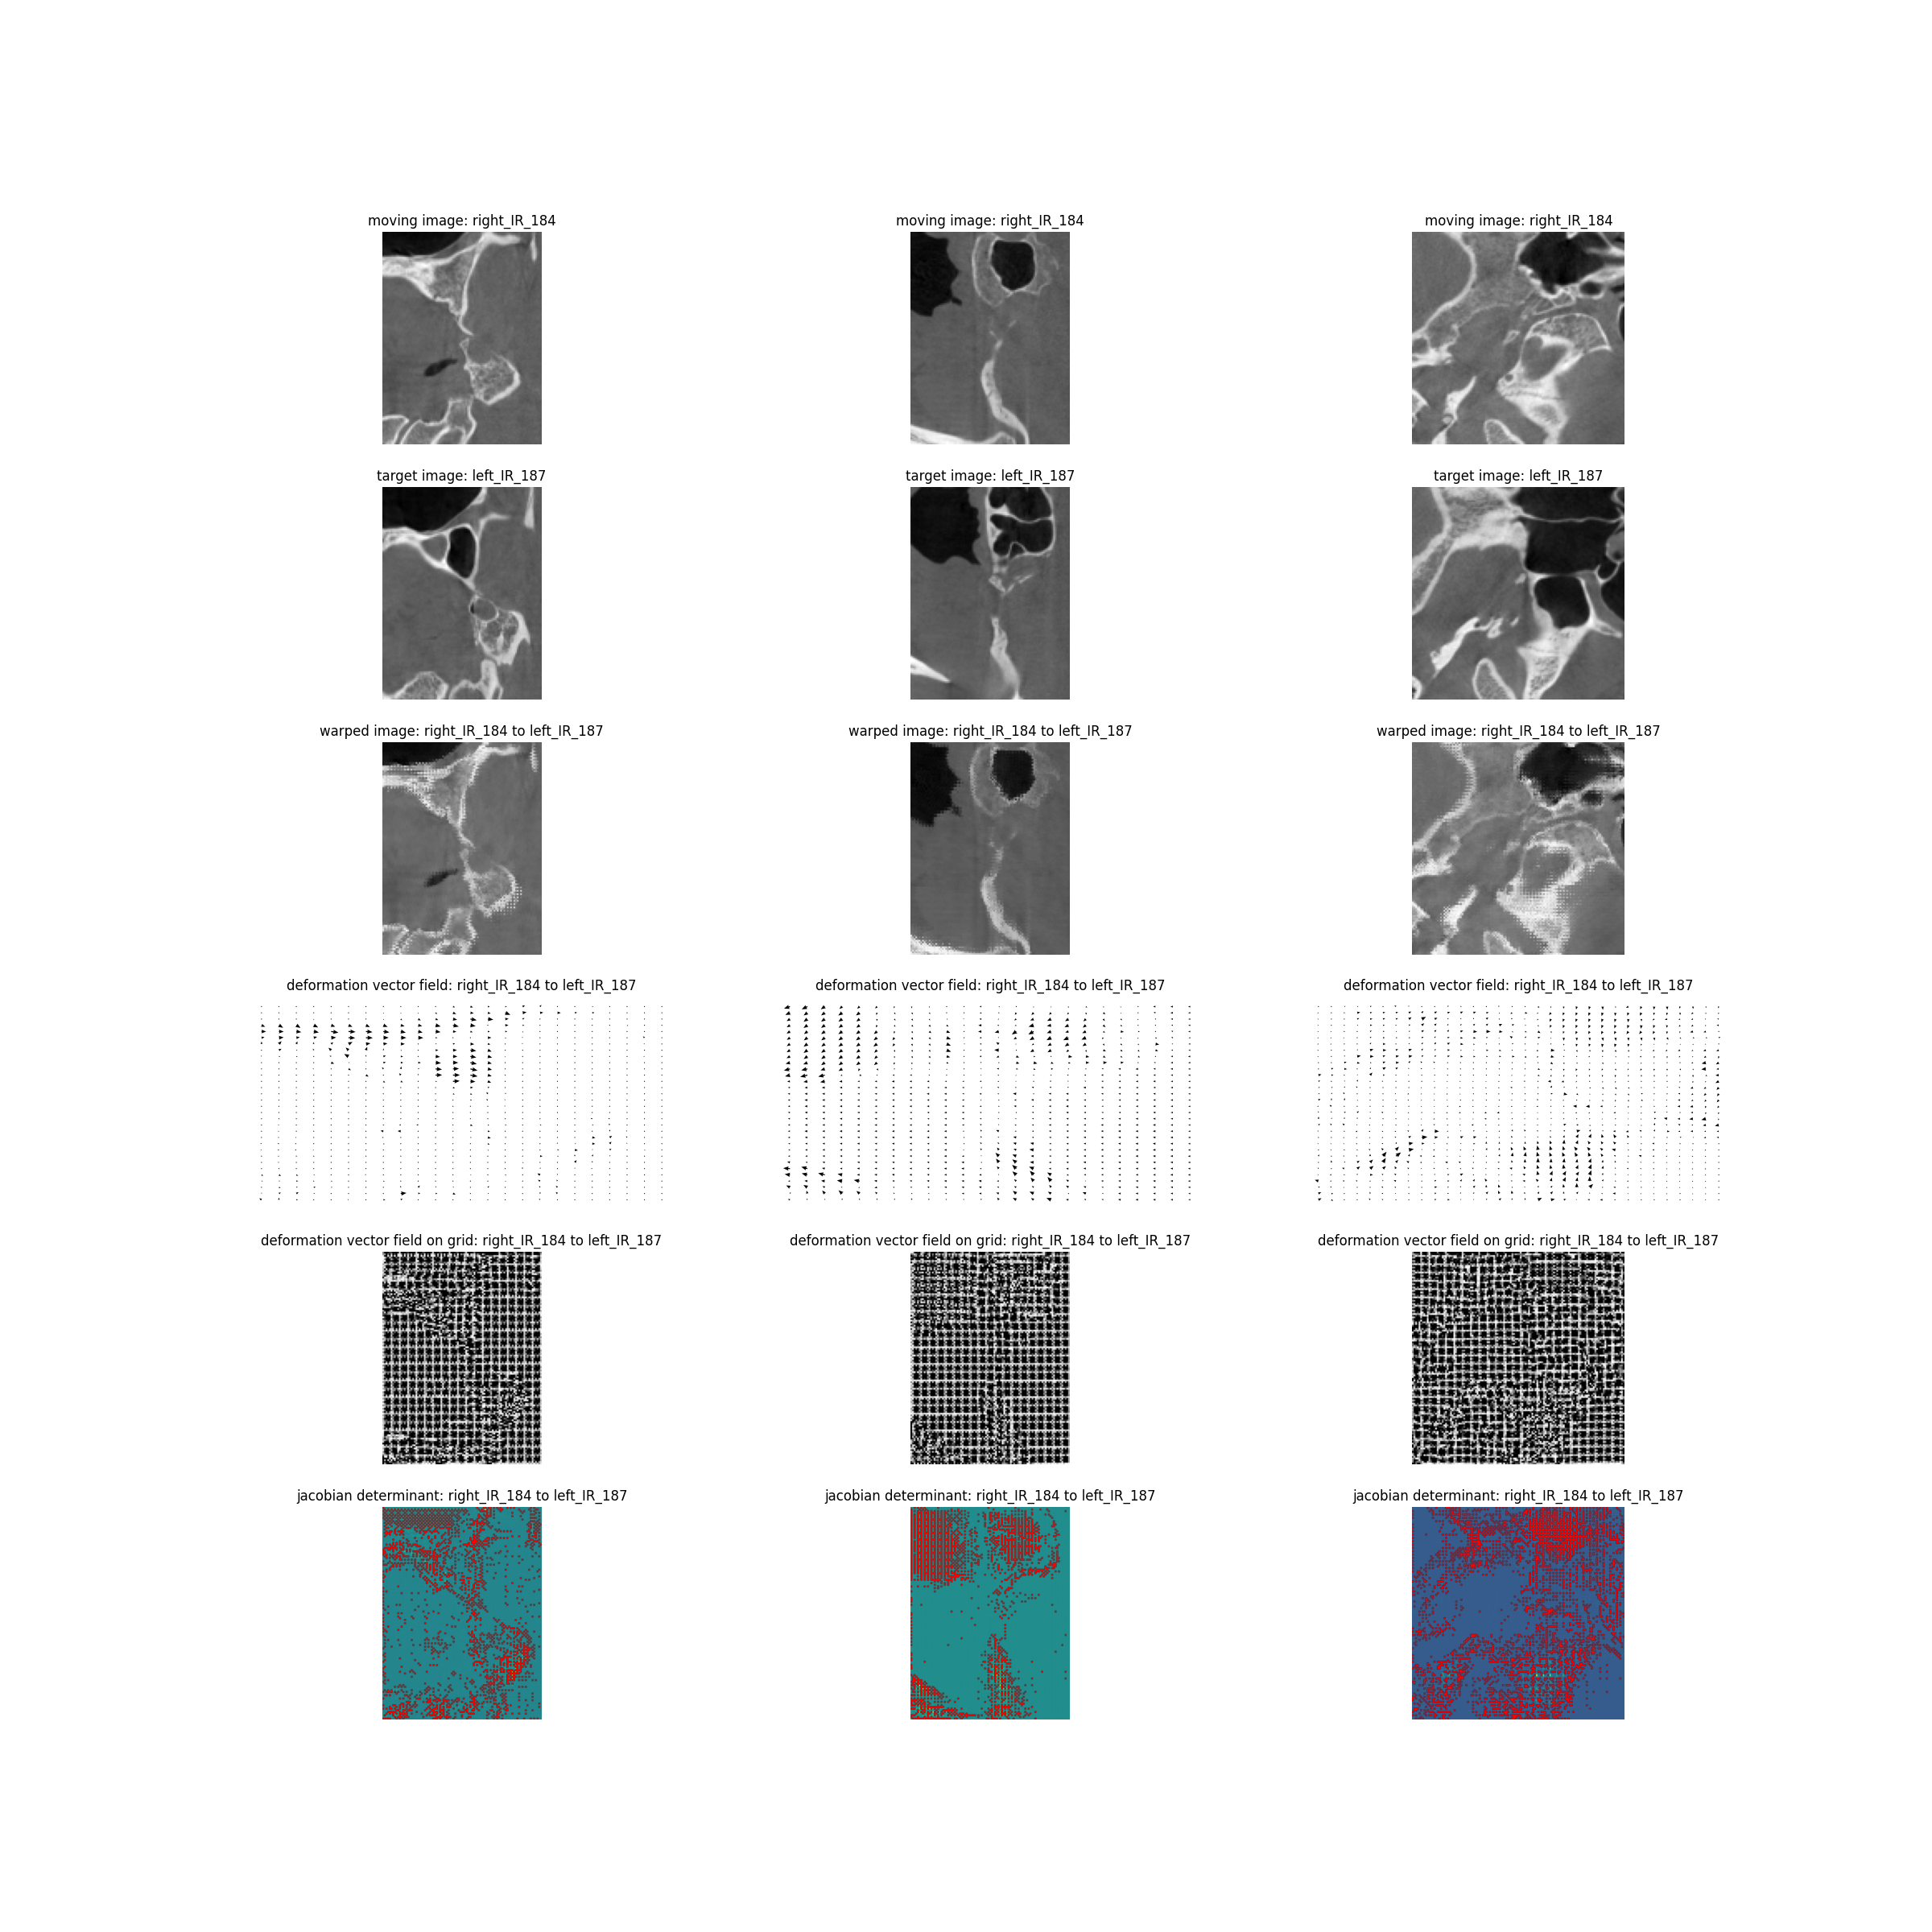 moving image: right_IR_184
moving image: right_IR_184
moving image: right_IR_184
target image: left_IR_187
target image: left_IR_187
target image: left_IR_187
warped image: right_IR_184 to left_IR_187
warped image: right_IR_184 to left_IR_187
warped image: right_IR_184 to left_IR_187
deformation vector field: right_IR_184 to left_IR_187
deformation vector field: right_IR_184 to left_IR_187
deformation vector field: right_IR_184 to left_IR_187
deformation vector field on grid: right_IR_184 to left_IR_187
deformation vector field on grid: right_IR_184 to left_IR_187
deformation vector field on grid: right_IR_184 to left_IR_187
jacobian determinant: right_IR_184 to left_IR_187
jacobian determinant: right_IR_184 to left_IR_187
jacobian determinant: right_IR_184 to left_IR_187